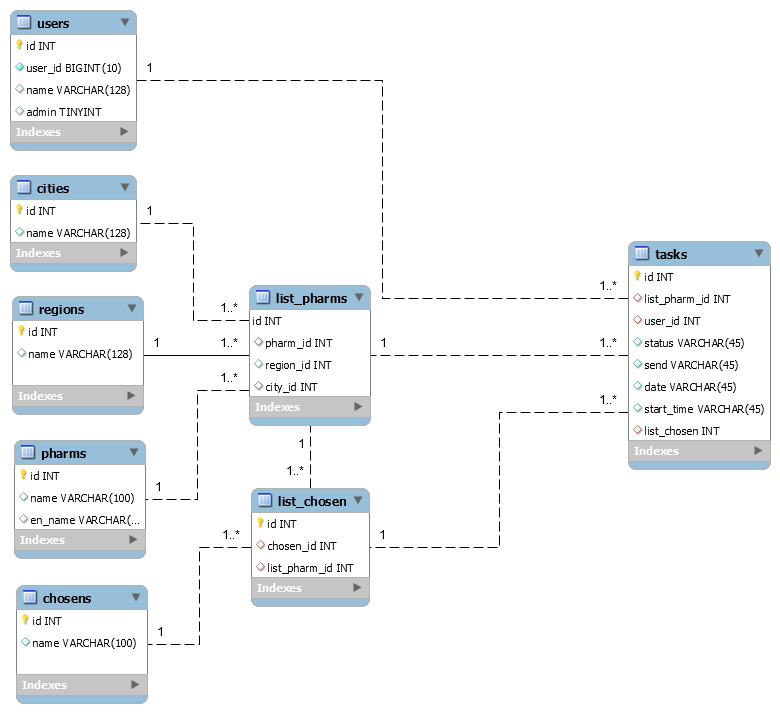 users
id INT
user_id BIGINT(10)
name VARCHAR(128)
admin TINYINT
Indexes
1
cities
id INT
name VARCHAR(128)
Indexes
1
regions
id INT
name VARCHAR(128)
Indexes
1
pharms
id INT
name VARCHAR(100)
en_name VARCHAR(...
Indexes
1
chosens
id INT
name VARCHAR(100)
Indexes
1
1..*
1..*
1..*
list_pharms
id INT
pharm_id INT
region_id INT
city_id INT
Indexes
1
1
1..*
1..*
list_chosen
id INT
chosen_id INT
list_pharm_id INT
Indexes
1
1..*
1..*
1..*
tasks
id INT
list_pharm_id INT
user_id INT
status VARCHAR(45)
send VARCHAR(45)
date VARCHAR(45)
start_time VARCHAR(45)
list_chosen INT
Indexes